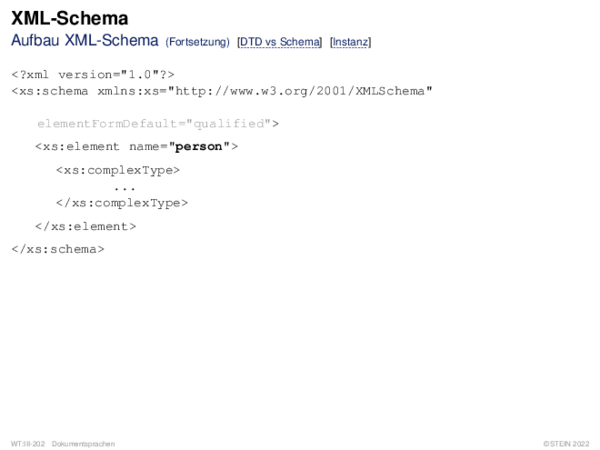 XML-Schema
Aufbau XML-Schema (Fortsetzung) [DTD vs Schema] [Instanz]
<?xml version="1.0"?>
<xs:schema xmlns:xs="http://www.w3.org/2001/XMLSchema"
elementFormDefault="qualified">
<xs:element name="person">
<xs:complexType>
...
</xs:complexType>
</xs:element>
</xs:schema>
WT:III-202 Dokumentsprachen ©STEIN 2022